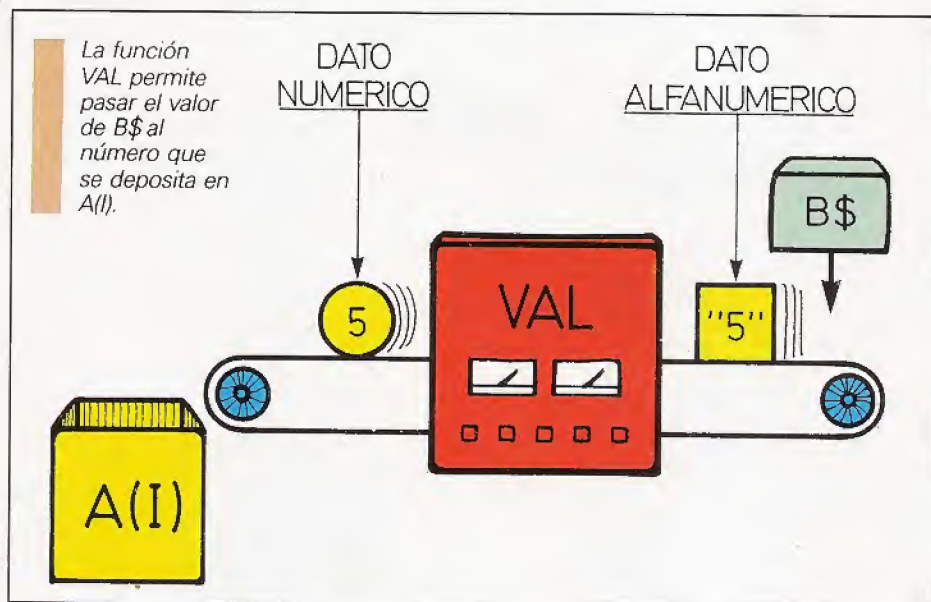 La función
VAL permite
pasar el valor
de B$ al
número que
se deposita en
A(I).
DATO
NUMERICO
DATO
ALFANUMERICO
B$
VAL
5
"5"
A(I)